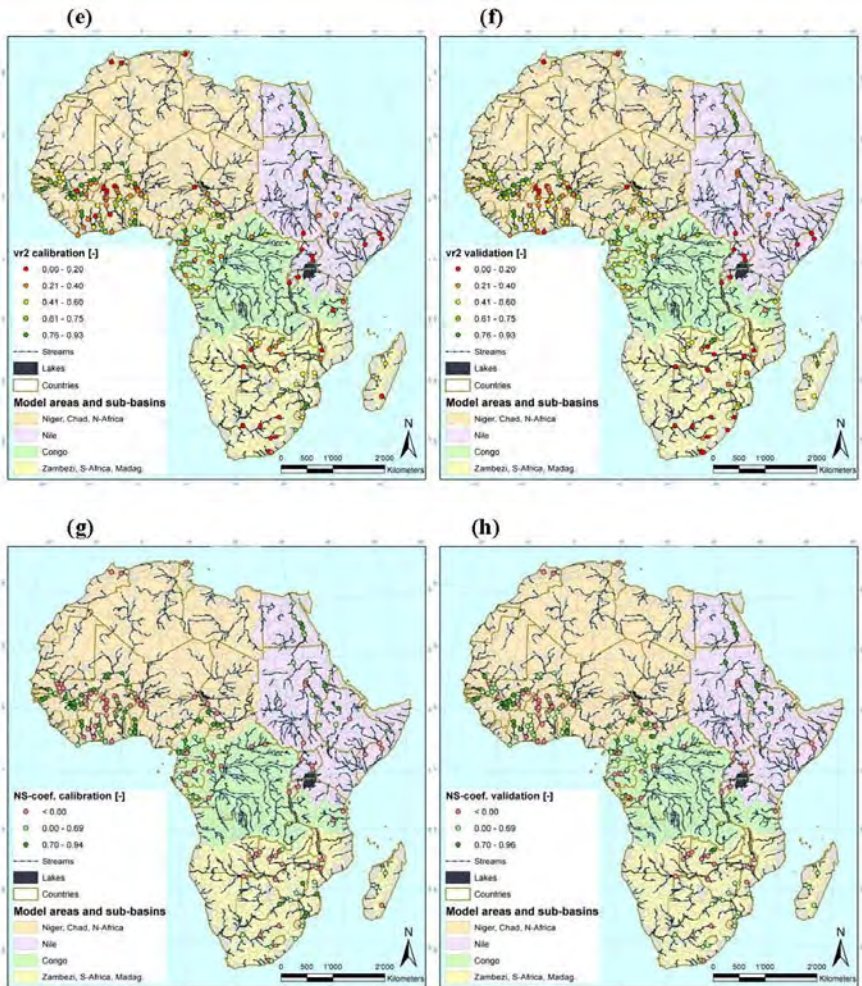 (e)
vr2 calibration [-]
0.00 - 0.20
0.21 - 0.40
0.41 - 0.60
0.61 - 0.75
0.76 - 0.93
Streams
Lakes
Countries
Model areas and sub-basins
Niger, Chad, N-Africa
Nile
Congo
Zambezi, S-Africa, Madag.
N
0 500 1'000 2'000
Kilometers
(f)
vr2 validation [-]
0.00 - 0.20
0.21 - 0.40
0.41 - 0.60
0.61 - 0.75
0.76 - 0.93
Streams
Lakes
Countries
Model areas and sub-basins
Niger, Chad, N-Africa
Nile
Congo
Zambezi, S-Africa, Madag.
N
0 500 1'000 2'000
Kilometers
(g)
NS-coef. calibration [-]
< 0.00
0.00 - 0.69
0.70 - 0.94
Streams
Lakes
Countries
Model areas and sub-basins
Niger, Chad, N-Africa
Nile
Congo
Zambezi, S-Africa, Madag.
N
0 500 1'000 2'000
Kilometers
(h)
NS-coef. validation [-]
< 0.00
0.00 - 0.69
0.70 - 0.96
Streams
Lakes
Countries
Model areas and sub-basins
Niger, Chad, N-Africa
Nile
Congo
Zambezi, S-Africa, Madag.
N
0 500 1'000 2'000
Kilometers